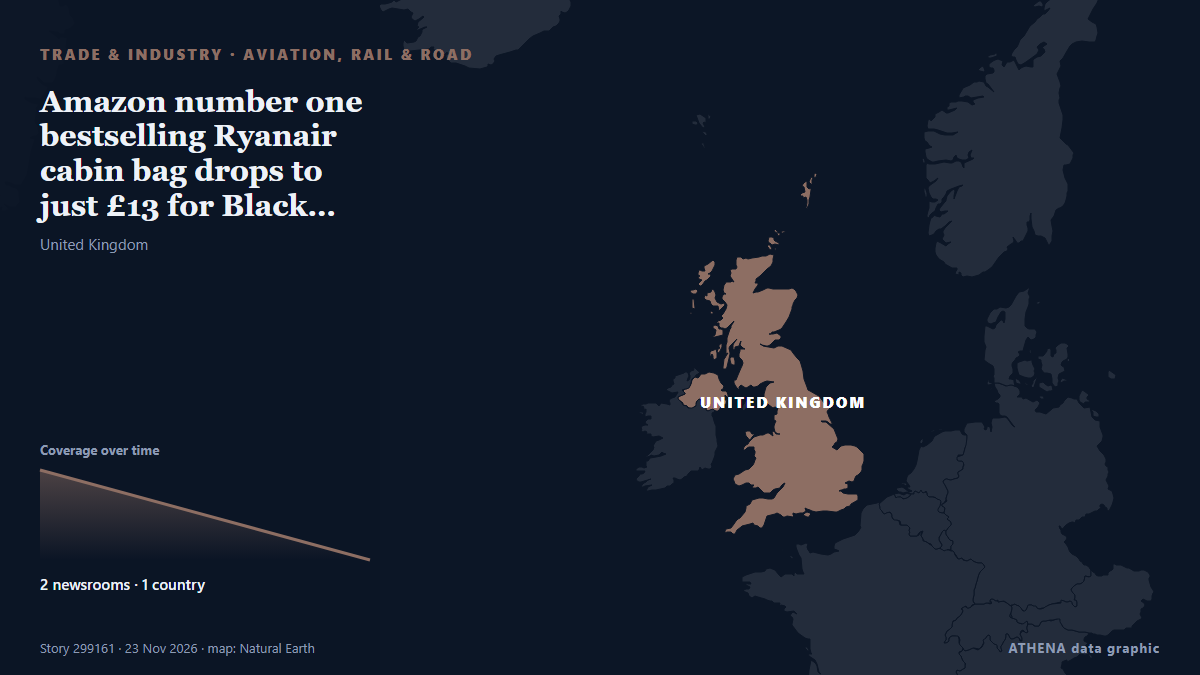 TRADE & INDUSTRY · AVIATION, RAIL & ROAD
Amazon number one
bestselling Ryanair
cabin bag drops to
just £13 for Black...
United Kingdom
UNITED KINGDOM
Coverage over time
2 newsrooms · 1 country
Story 299161 · 23 Nov 2026 · map: Natural Earth
ATHENA data graphic